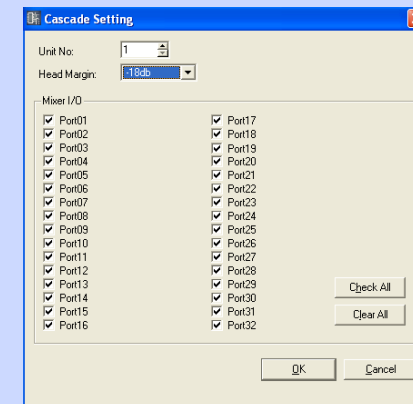 Cascade Setting
Unit No: 1
Head Margin: -18db
Mixer I/O
Port01 Port17
Port02 Port18
Port03 Port19
Port04 Port20
Port05 Port21
Port06 Port22
Port07 Port23
Port08 Port24
Port09 Port25
Port10 Port26
Port11 Port27
Port12 Port28
Port13 Port29
Port14 Port30
Port15 Port31
Port16 Port32
Check All
Clear All
OK Cancel